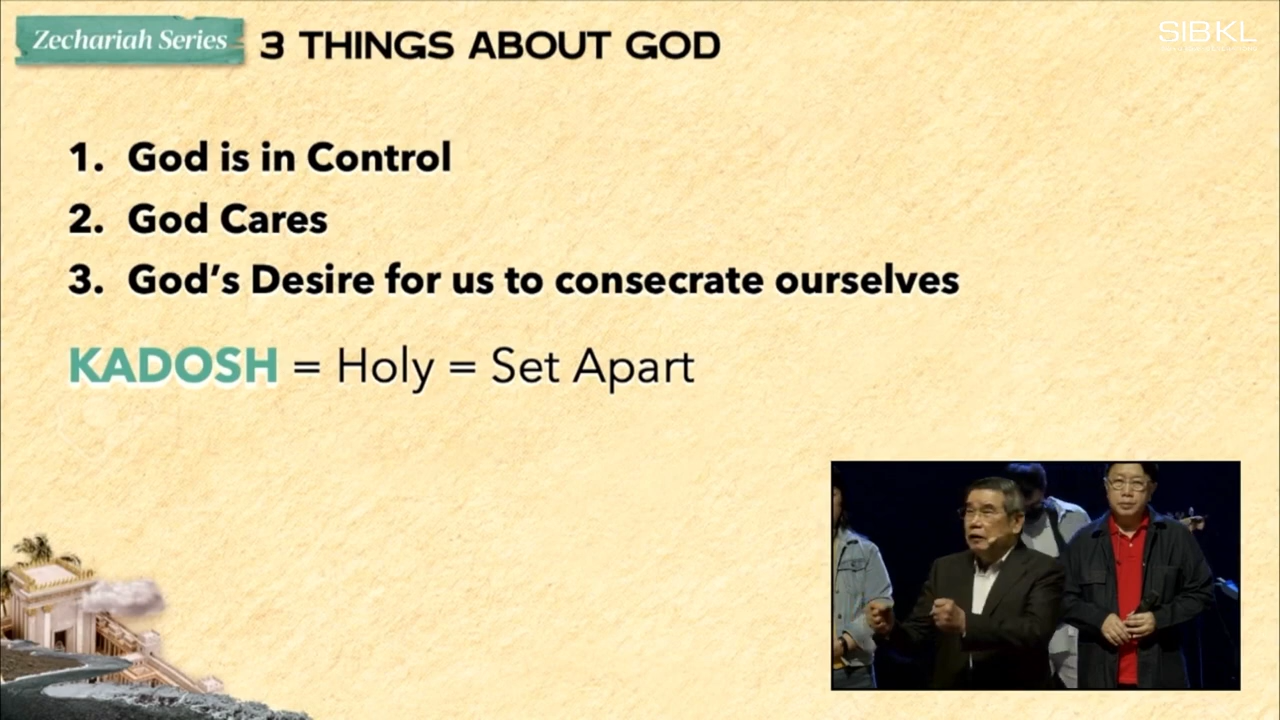 Zechariah Series
3 THINGS ABOUT GOD
SIBKL
1. God is in Control
2. God Cares
3. God’s Desire for us to consecrate ourselves
KADOSH = Holy = Set Apart